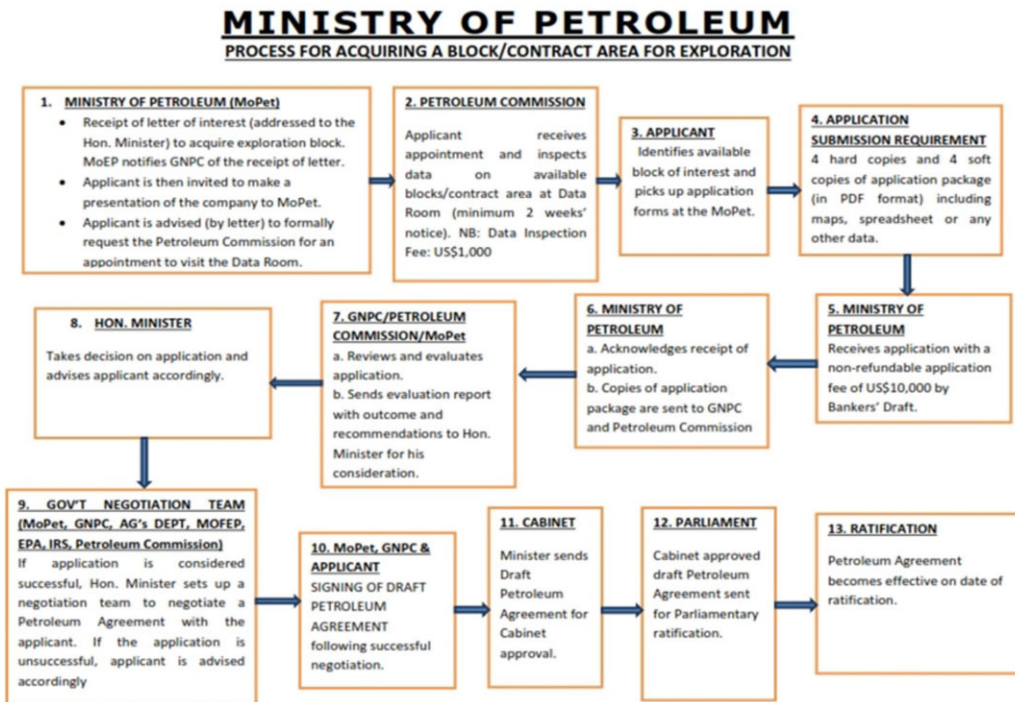 MINISTRY OF PETROLEUM
PROCESS FOR ACQUIRING A BLOCK/CONTRACT AREA FOR EXPLORATION
1. MINISTRY OF PETROLEUM (MoPet)
• Receipt of letter of interest (addressed to the
Hon. Minister) to acquire exploration block.
MoEP notifies GNPC of the receipt of letter.
• Applicant is then invited to make a
presentation of the company to MoPet.
• Applicant is advised (by letter) to formally
request the Petroleum Commission for an
appointment to visit the Data Room.
2. PETROLEUM COMMISSION
Applicant receives
appointment and inspects
data on available
blocks/contract area at Data
Room (minimum 2 weeks'
notice). NB: Data Inspection
Fee: US$1,000
3. APPLICANT
Identifies available
block of interest and
picks up application
forms at the MoPet.
4. APPLICATION
SUBMISSION REQUIREMENT
4 hard copies and 4 soft
copies of application package
(in PDF format) including
maps, spreadsheet or any
other data.
5. MINISTRY OF
PETROLEUM
Receives application with a
non-refundable application
fee of US$10,000 by
Bankers' Draft.
6. MINISTRY OF
PETROLEUM
a. Acknowledges receipt of
application.
b. Copies of application
package are sent to GNPC
and Petroleum Commission
7. GNPC/PETROLEUM
COMMISSION/MoPet
a. Reviews and evaluates
application.
b. Sends evaluation report
with outcome and
recommendations to Hon.
Minister for his
consideration.
8. HON. MINISTER
Takes decision on application and
advises applicant accordingly.
9. GOV'T NEGOTIATION TEAM
(MoPet, GNPC, AG's DEPT, MOFEP,
EPA, IRS, Petroleum Commission)
If application is considered
successful, Hon. Minister sets up a
negotiation team to negotiate a
Petroleum Agreement with the
applicant. If the application is
unsuccessful, applicant is advised
accordingly
10. MoPet, GNPC &
APPLICANT
SIGNING OF DRAFT
PETROLEUM
AGREEMENT
following successful
negotiation.
11. CABINET
Minister sends
Draft
Petroleum
Agreement for
Cabinet
approval.
12. PARLIAMENT
Cabinet approved
draft Petroleum
Agreement sent
for Parliamentary
ratification.
13. RATIFICATION
Petroleum Agreement
becomes effective on date of
ratification.